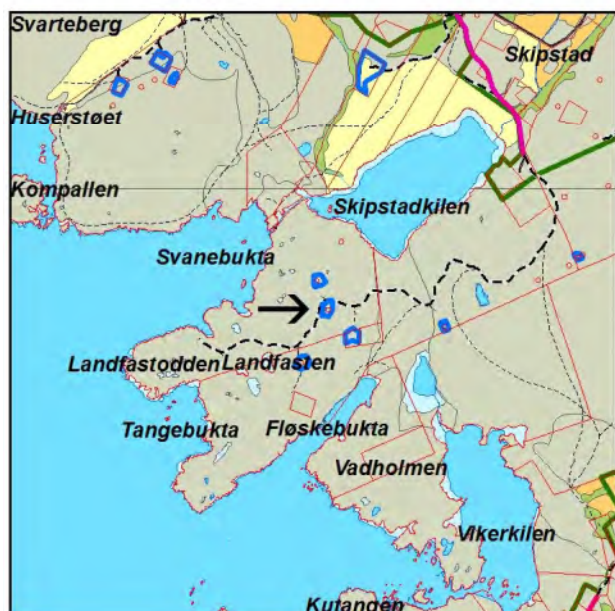 Svarteberg
Skipstad
Huserstøet
Kompallen
Skipstadkilen
Svanebukta
Landfastodden
Landfasten
Tangebukta
Fløskebukta
Vadholmen
Vikerkilen
Kutangen